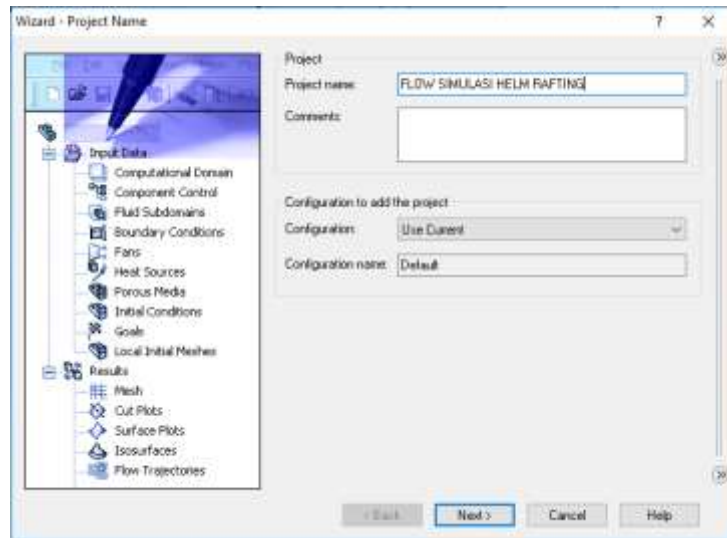 Wizard - Project Name
Project
Project name: FLOW SIMULASI HELM RAFTING
Comments:
Configuration to add the project
Configuration: Use Current
Configuration name: Default
Input Data
Computational Domain
Component Control
Fluid Subdomains
Boundary Conditions
Fans
Heat Sources
Porous Media
Initial Conditions
Goals
Local Initial Meshes
Results
Mesh
Cut Plots
Surface Plots
Isosurfaces
Flow Trajectories
< Back
Next >
Cancel
Help